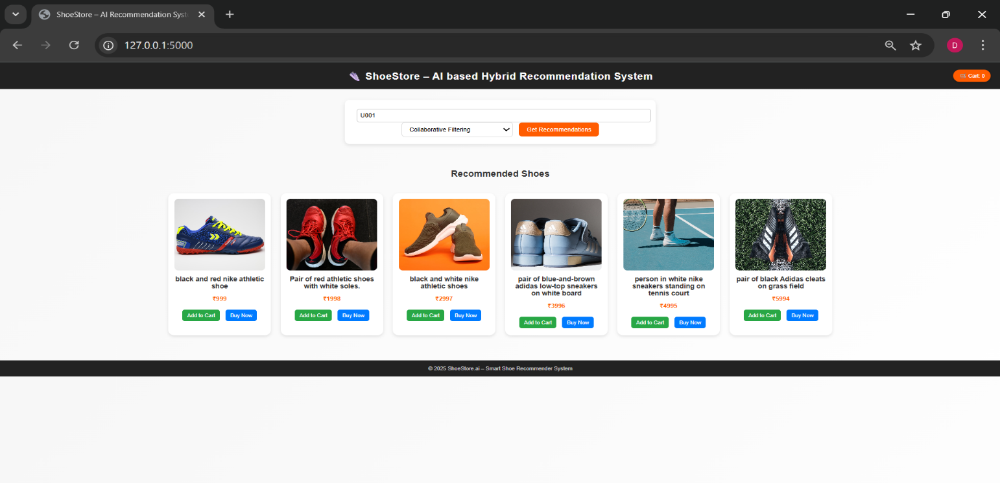 ShoeStore – AI Recommendation Syst
127.0.0.1:5000
D
ShoeStore – AI based Hybrid Recommendation System
Cart: 0
U001
Collaborative Filtering
Get Recommendations
Recommended Shoes
black and red nike athletic
shoe
₹999
Add to Cart Buy Now
Pair of red athletic shoes
with white soles.
₹1998
Add to Cart Buy Now
black and white nike
athletic shoes
₹2997
Add to Cart Buy Now
pair of blue-and-brown
adidas low-top sneakers
on white board
₹3996
Add to Cart Buy Now
person in white nike
sneakers standing on
tennis court
₹4995
Add to Cart Buy Now
pair of black Adidas cleats
on grass field
₹5994
Add to Cart Buy Now
© 2025 ShoeStore.ai – Smart Shoe Recommender System